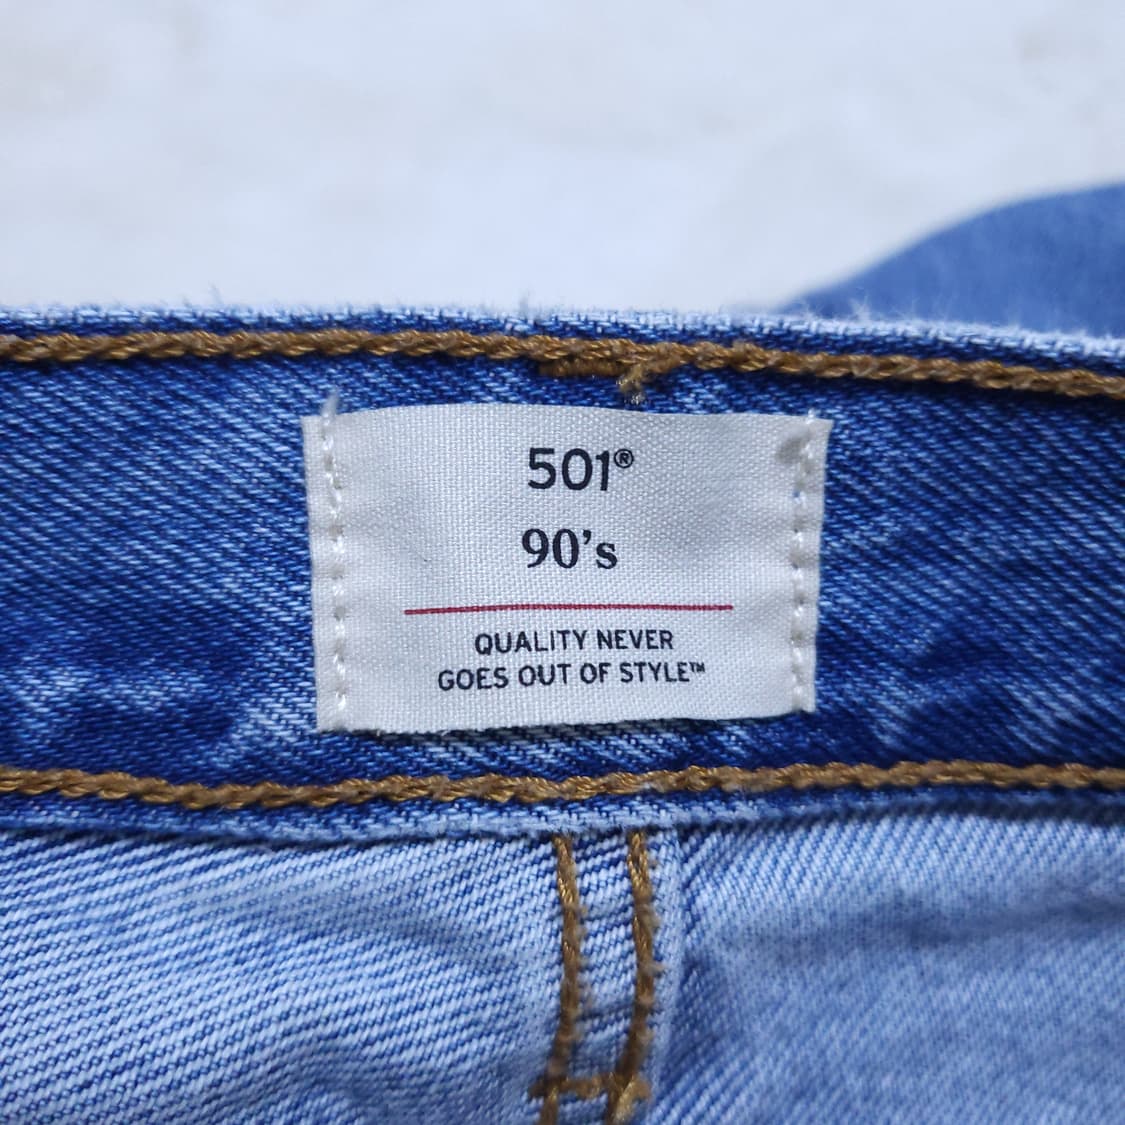 501®
90's
QUALITY NEVER
GOES OUT OF STYLE™